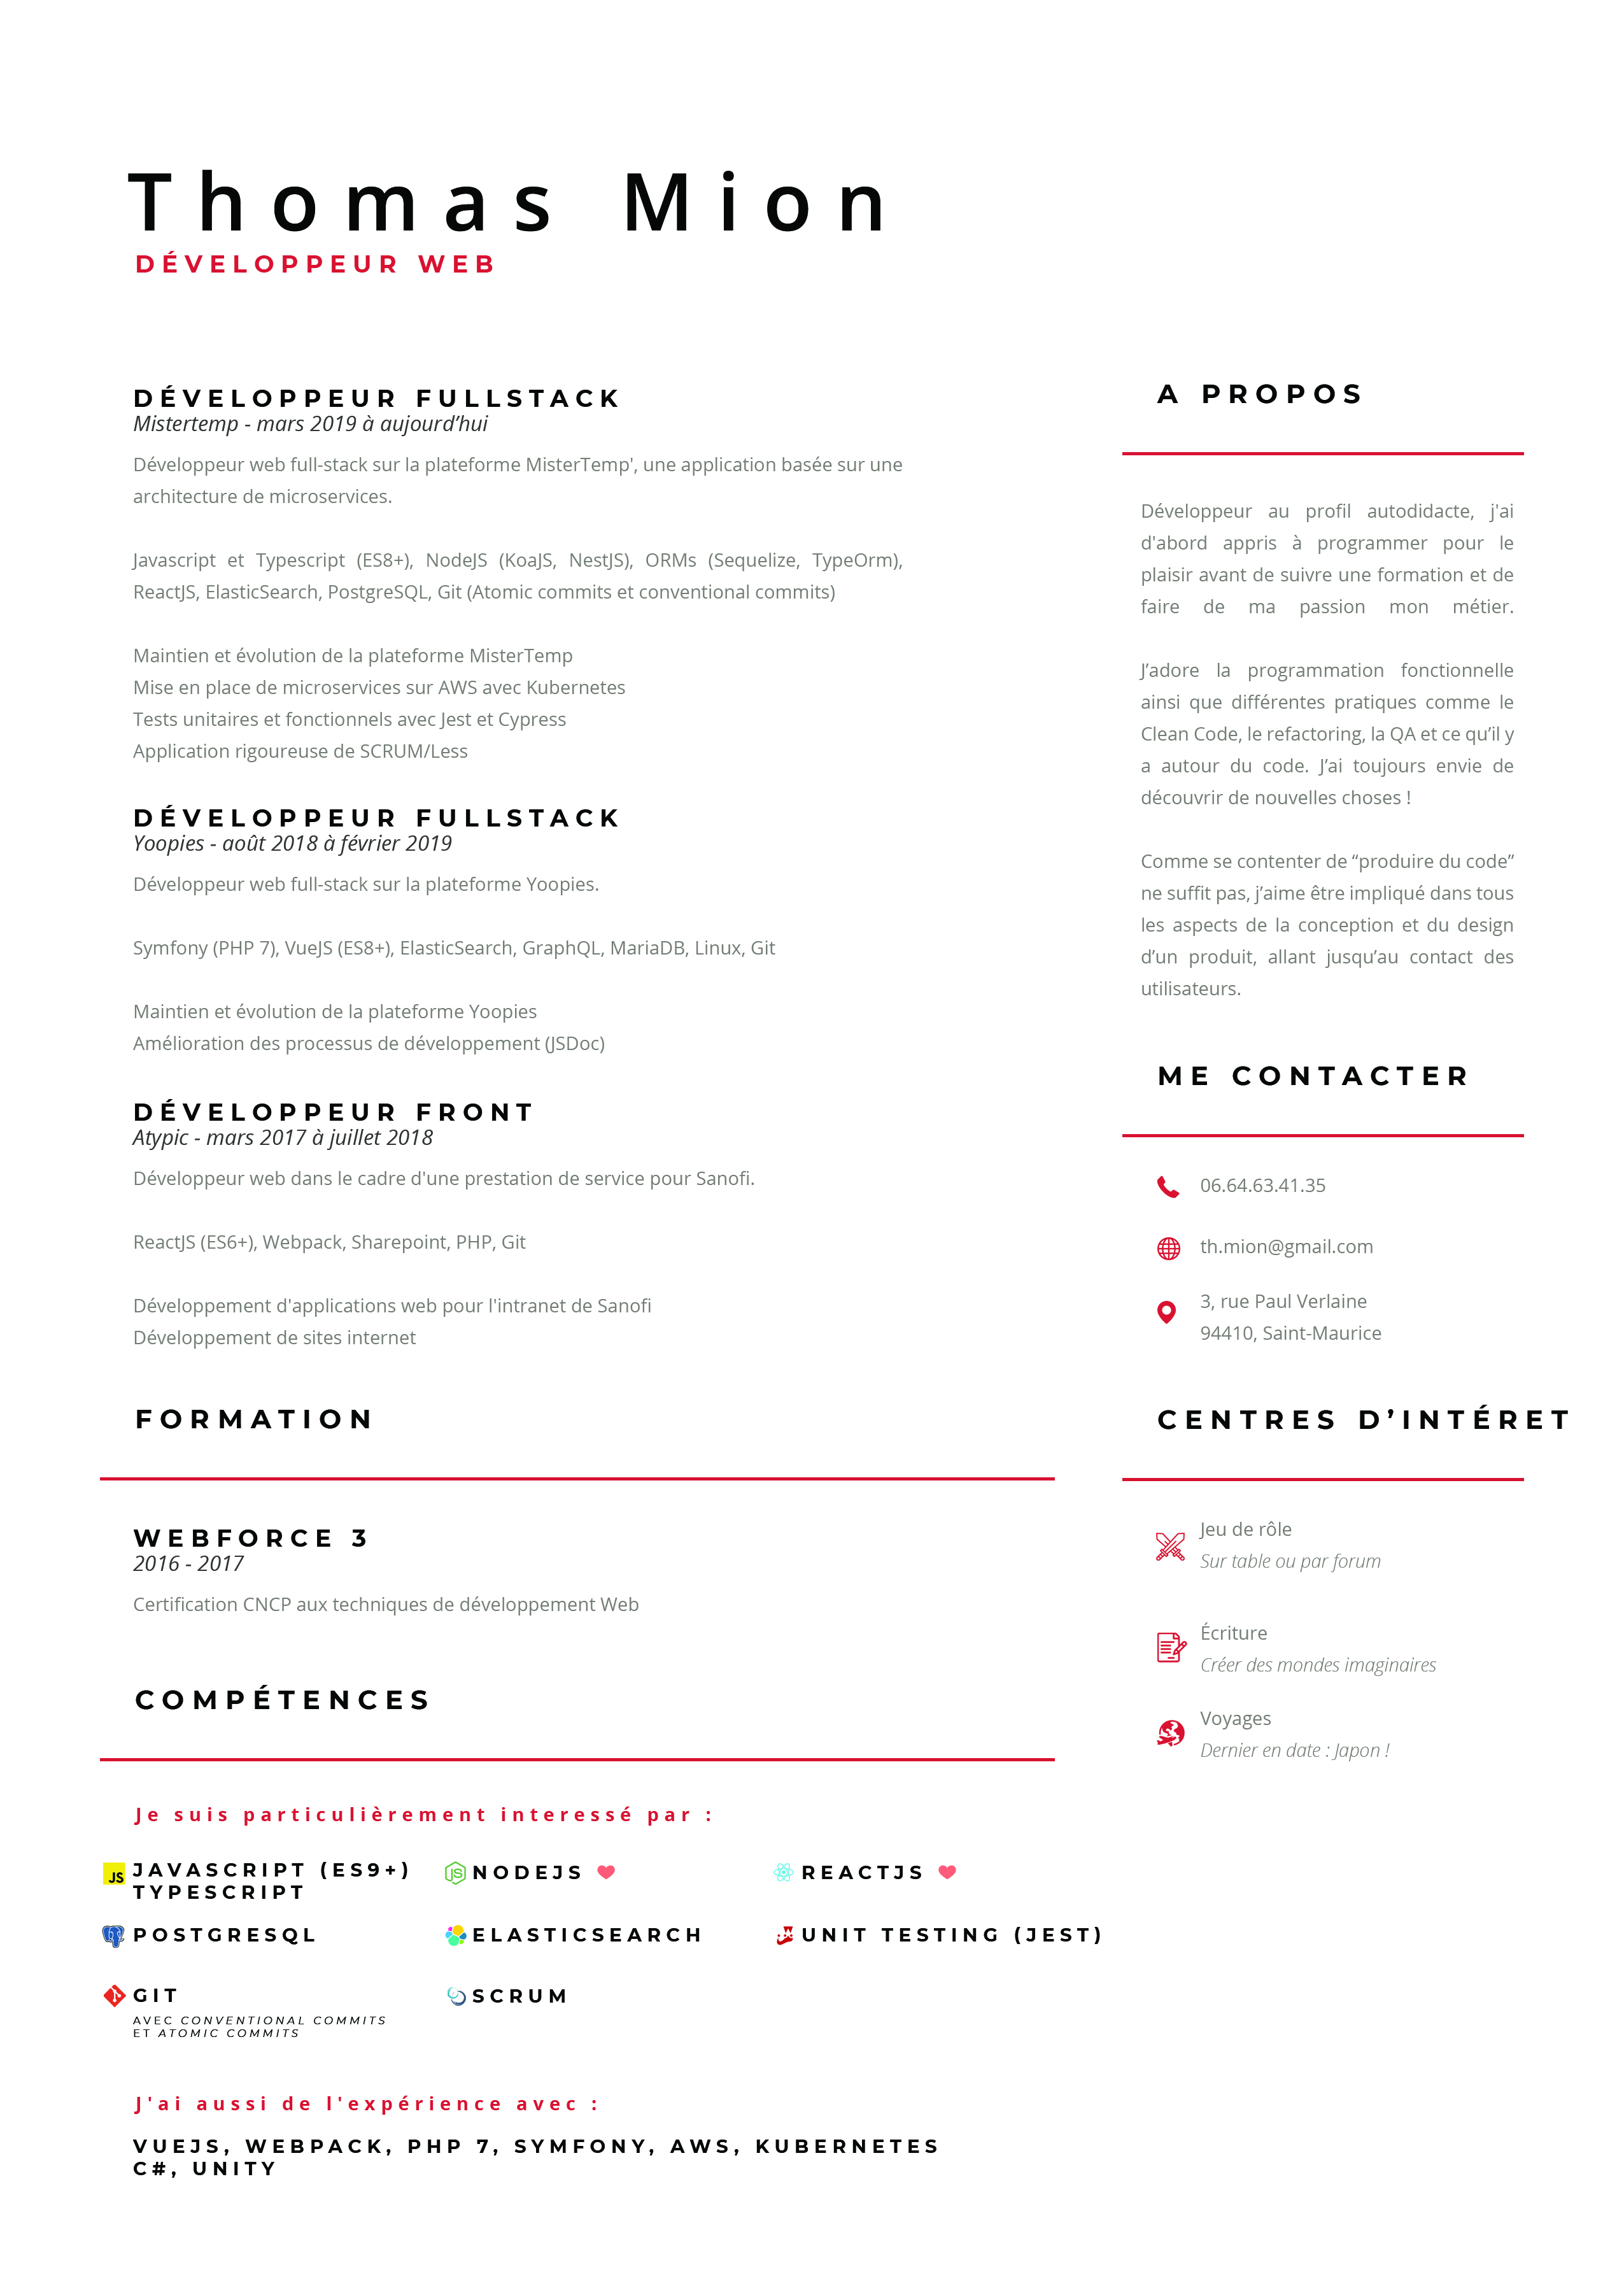 Thomas Mion
DÉVELOPPEUR WEB
DÉVELOPPEUR FULLSTACK
Mistertemp - mars 2019 à aujourd’hui
Développeur web full-stack sur la plateforme MisterTemp', une application basée sur une
architecture de microservices.
Javascript et Typescript (ES8+), NodeJS (KoaJS, NestJS), ORMs (Sequelize, TypeOrm),
ReactJS, ElasticSearch, PostgreSQL, Git (Atomic commits et conventional commits)
Maintien et évolution de la plateforme MisterTemp
Mise en place de microservices sur AWS avec Kubernetes
Tests unitaires et fonctionnels avec Jest et Cypress
Application rigoureuse de SCRUM/Less
DÉVELOPPEUR FULLSTACK
Yoopies - août 2018 à février 2019
Développeur web full-stack sur la plateforme Yoopies.
Symfony (PHP 7), VueJS (ES8+), ElasticSearch, GraphQL, MariaDB, Linux, Git
Maintien et évolution de la plateforme Yoopies
Amélioration des processus de développement (JSDoc)
DÉVELOPPEUR FRONT
Atypic - mars 2017 à juillet 2018
Développeur web dans le cadre d'une prestation de service pour Sanofi.
ReactJS (ES6+), Webpack, Sharepoint, PHP, Git
Développement d'applications web pour l'intranet de Sanofi
Développement de sites internet
FORMATION
WEBFORCE 3
2016 - 2017
Certification CNCP aux techniques de développement Web
COMPÉTENCES
Je suis particulièrement interessé par :
JS JAVASCRIPT (ES9+)
TYPESCRIPT
NODEJS
REACTJS
POSTGRESQL
ELASTICSEARCH
UNIT TESTING (JEST)
GIT
AVEC CONVENTIONAL COMMITS
ET ATOMIC COMMITS
SCRUM
J'ai aussi de l'expérience avec :
VUEJS, WEBPACK, PHP 7, SYMFONY, AWS, KUBERNETES
C#, UNITY
A PROPOS
Développeur au profil autodidacte, j'ai
d'abord appris à programmer pour le
plaisir avant de suivre une formation et de
faire de ma passion mon métier.
J’adore la programmation fonctionnelle
ainsi que différentes pratiques comme le
Clean Code, le refactoring, la QA et ce qu’il y
a autour du code. J’ai toujours envie de
découvrir de nouvelles choses !
Comme se contenter de “produire du code”
ne suffit pas, j’aime être impliqué dans tous
les aspects de la conception et du design
d’un produit, allant jusqu’au contact des
utilisateurs.
ME CONTACTER
06.64.63.41.35
th.mion@gmail.com
3, rue Paul Verlaine
94410, Saint-Maurice
CENTRES D’INTÉRET
Jeu de rôle
Sur table ou par forum
Écriture
Créer des mondes imaginaires
Voyages
Dernier en date : Japon !